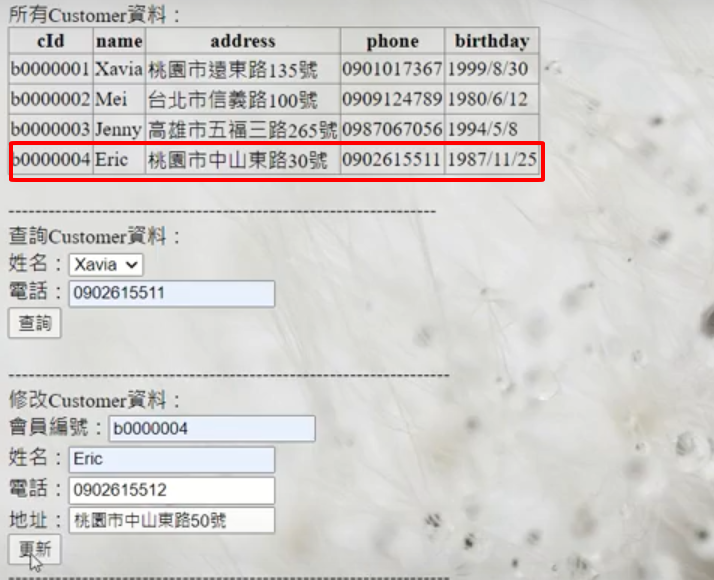 所有Customer資料：
cId name address phone birthday
b0000001 Xavia 桃園市遠東路135號 0901017367 1999/8/30
b0000002 Mei 台北市信義路100號 0909124789 1980/6/12
b0000003 Jenny 高雄市五福三路265號 0987067056 1994/5/8
b0000004 Eric 桃園市中山東路30號 0902615511 1987/11/25
----------------------------------------------------------------
查詢Customer資料：
姓名：Xavia
電話：0902615511
查詢
------------------------------------------------------------------
修改Customer資料：
會員編號：b0000004
姓名：Eric
電話：0902615512
地址：桃園市中山東路50號
更新
------------------------------------------------------------------